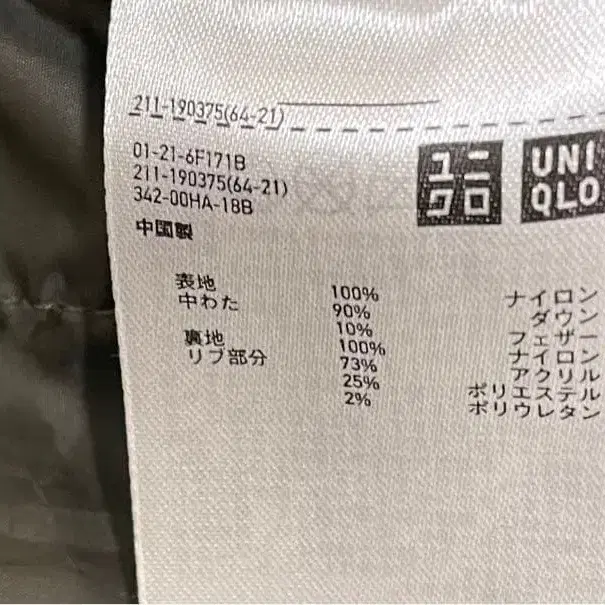 211-190375(64-21)
01-21-6F171B
211-190375(64-21)
342-00HA-18B
中国製
ユニ
クロ
UNI
QLO
表地 100% ナイロン
中わた 90% ダウン
10% フェザー
裏地 100% ナイロン
リブ部分 73% アクリル
25% ポリエステル
2% ポリウレタン